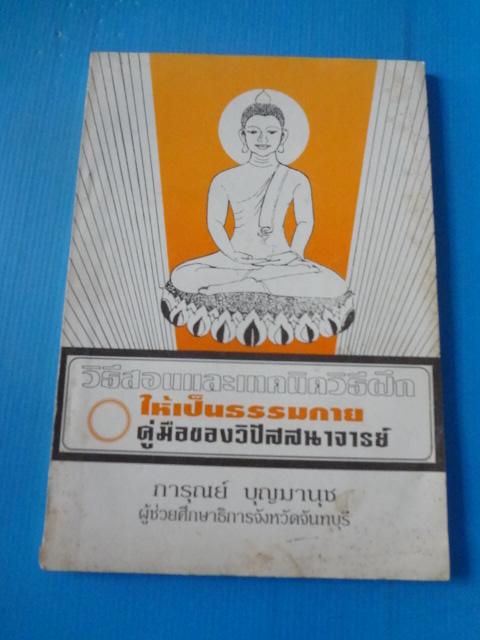 วิธีสอนและเทคนิควิธีฝึก
ให้เป็นธรรมกาย
คู่มือของวิปัสสนาจารย์
การุณย์ บุญมานุช
ผู้ช่วยศึกษาธิการจังหวัดจันทบุรี